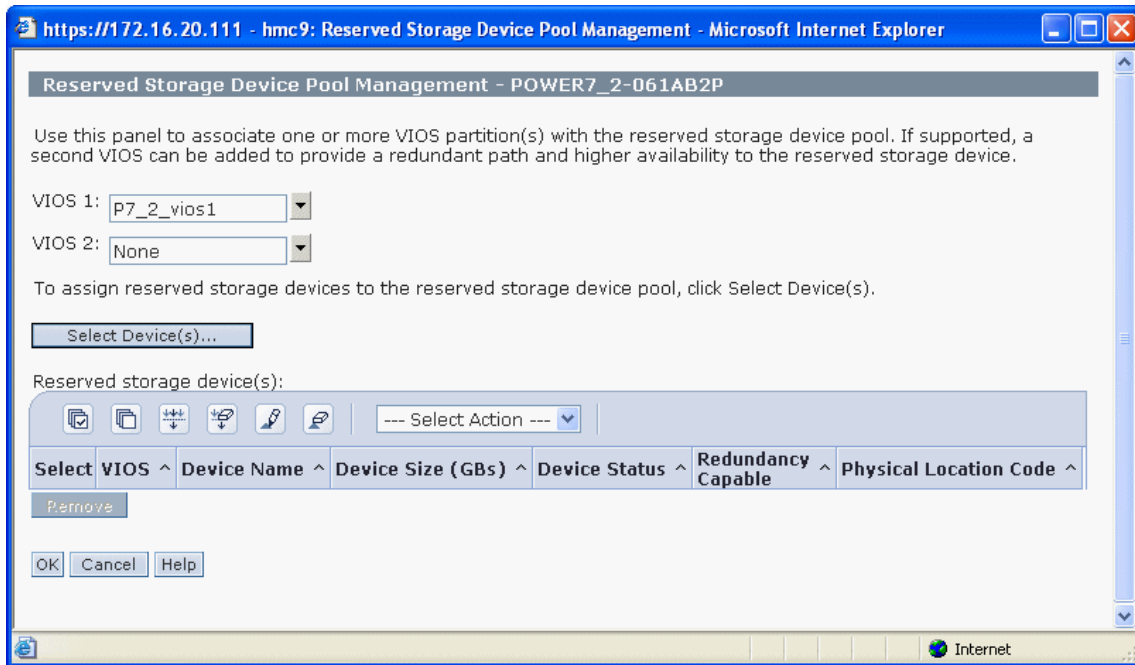 https://172.16.20.111 - hmc9: Reserved Storage Device Pool Management - Microsoft Internet Explorer
Reserved Storage Device Pool Management - POWER7_2-061AB2P
Use this panel to associate one or more VIOS partition(s) with the reserved storage device pool. If supported, a
second VIOS can be added to provide a redundant path and higher availability to the reserved storage device.
VIOS 1: P7_2_vios1
VIOS 2: None
To assign reserved storage devices to the reserved storage device pool, click Select Device(s).
Select Device(s)...
Reserved storage device(s):
--- Select Action ---
Select VIOS ^ Device Name ^ Device Size (GBs) ^ Device Status ^ Redundancy Capable ^ Physical Location Code ^
Remove
OK Cancel Help
Internet